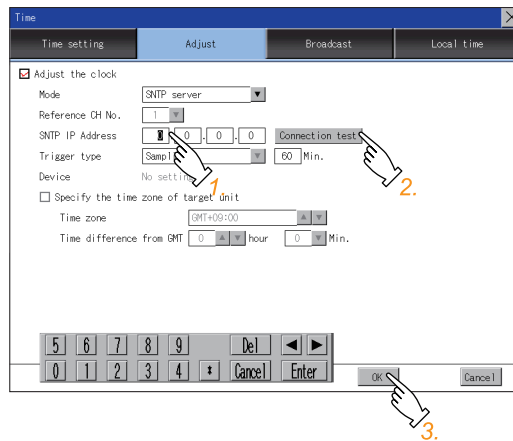 Time
Time setting Adjust Broadcast Local time
Adjust the clock
Mode SNTP server
Reference CH No. 1
SNTP IP Address 0 . 0 . 0 . 0 Connection test
Trigger type Sampl 60 Min.
Device No setting
Specify the time zone of target unit
Time zone GMT+09:00
Time difference from GMT 0 hour 0 Min.
5 6 7 8 9 Del
0 1 2 3 4 Cancel Enter
OK Cancel
1.
2.
3.